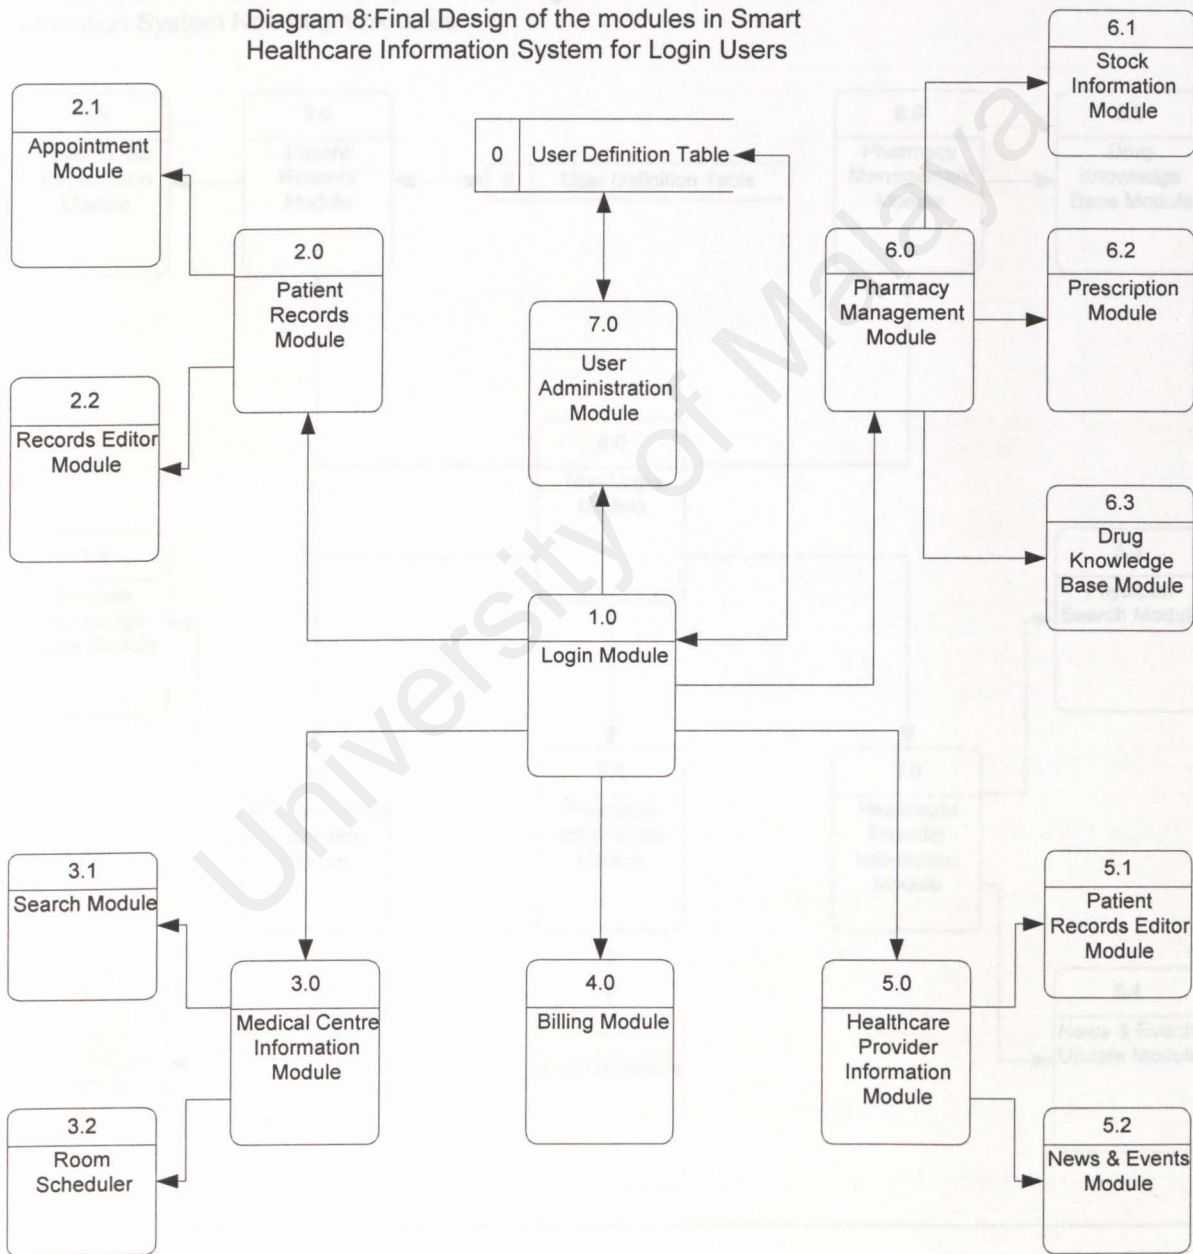 Diagram 8:Final Design of the modules in Smart
Healthcare Information System for Login Users
2.1
Appointment
Module
2.0
Patient
Records
Module
2.2
Records Editor
Module
0
User Definition Table
7.0
User
Administration
Module
6.0
Pharmacy
Management
Module
6.1
Stock
Information
Module
6.2
Prescription
Module
6.3
Drug
Knowledge
Base Module
1.0
Login Module
3.1
Search Module
3.0
Medical Centre
Information
Module
3.2
Room
Scheduler
4.0
Billing Module
5.0
Healthcare
Provider
Information
Module
5.1
Patient
Records Editor
Module
5.2
News & Events
Module
University of Malaya